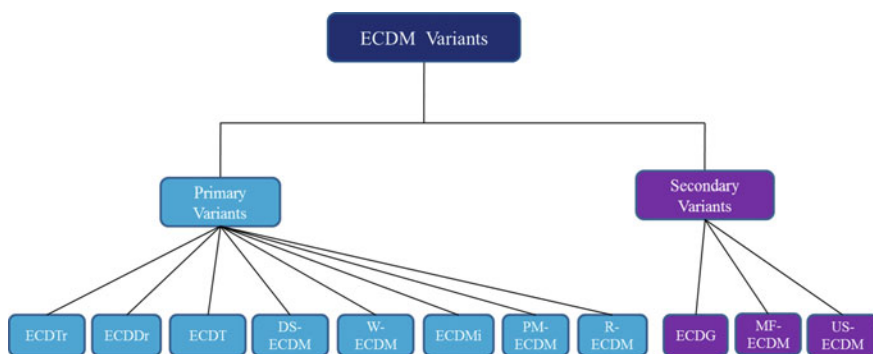 ECDM Variants
Primary
Variants
Secondary
Variants
ECDTr
ECDDr
ECDT
DS-
ECDM
W-
ECDM
ECDMi
PM-
ECDM
R-
ECDM
ECDG
MF-
ECDM
US-
ECDM